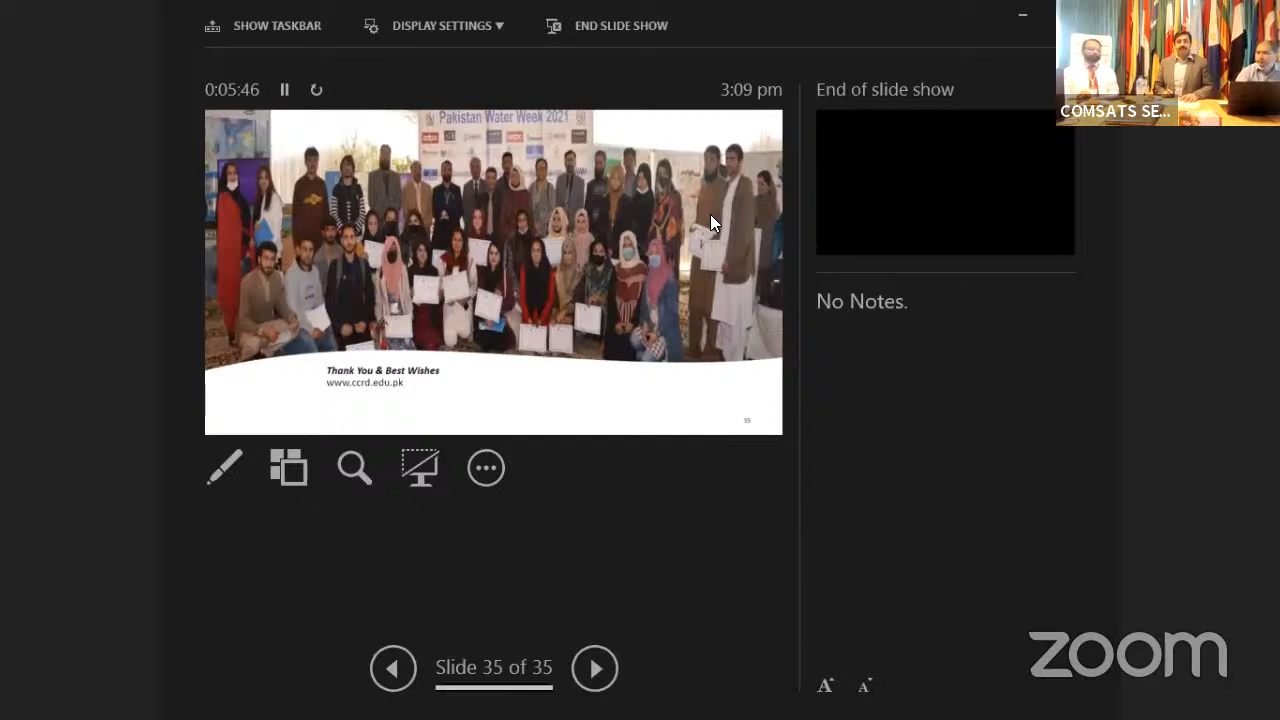 SHOW TASKBAR
DISPLAY SETTINGS ▼
END SLIDE SHOW
COMSATS SE...
0:05:46
3:09 pm
End of slide show
Pakistan Water Week 2021
No Notes.
Thank You & Best Wishes
www.ccrd.edu.pk
35
Slide 35 of 35
A A
zoom